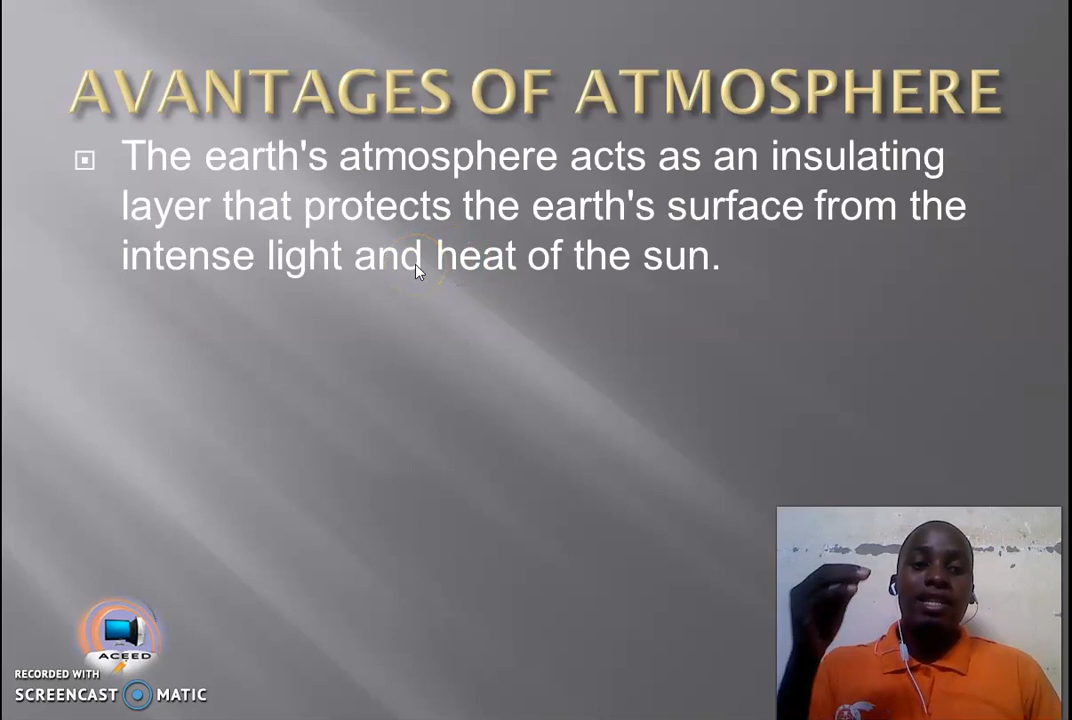 AVANTAGES OF ATMOSPHERE
The earth's atmosphere acts as an insulating
layer that protects the earth's surface from the
intense light and heat of the sun.
ACEED
RECORDED WITH
SCREENCAST MATIC